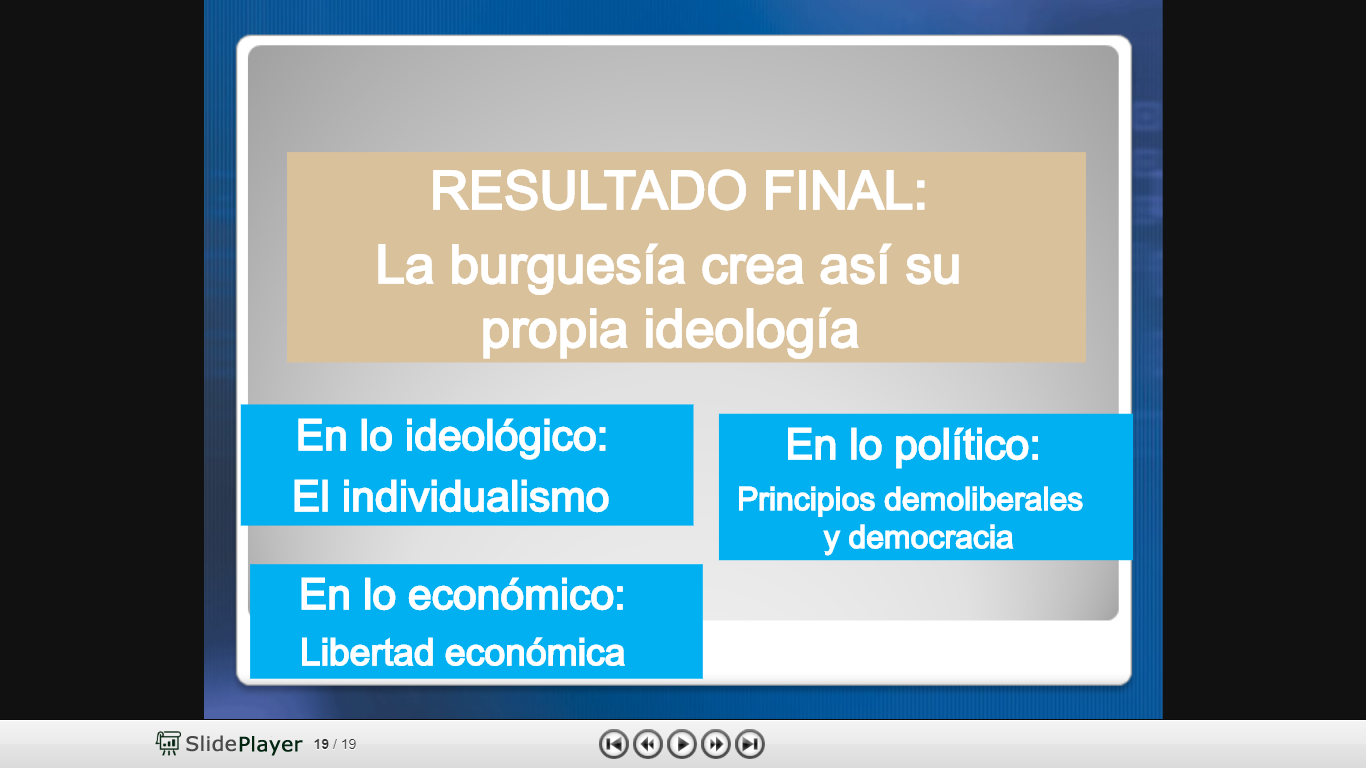 RESULTADO FINAL:
La burguesía crea así su
propia ideología
En lo ideológico:
El individualismo
En lo político:
Principios demoliberales
y democracia
En lo económico:
Libertad económica
SlidePlayer 19 / 19